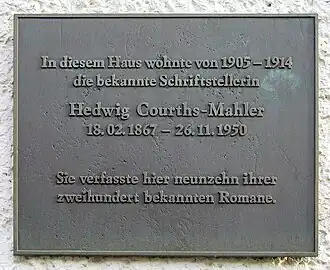 In diesem Haus wohnte von 1905 – 1914
die bekannte Schriftstellerin
Hedwig Courths-Mahler
18. 02. 1867 – 26. 11. 1950
Sie verfasste hier neunzehn ihrer
zweihundert bekannten Romane.